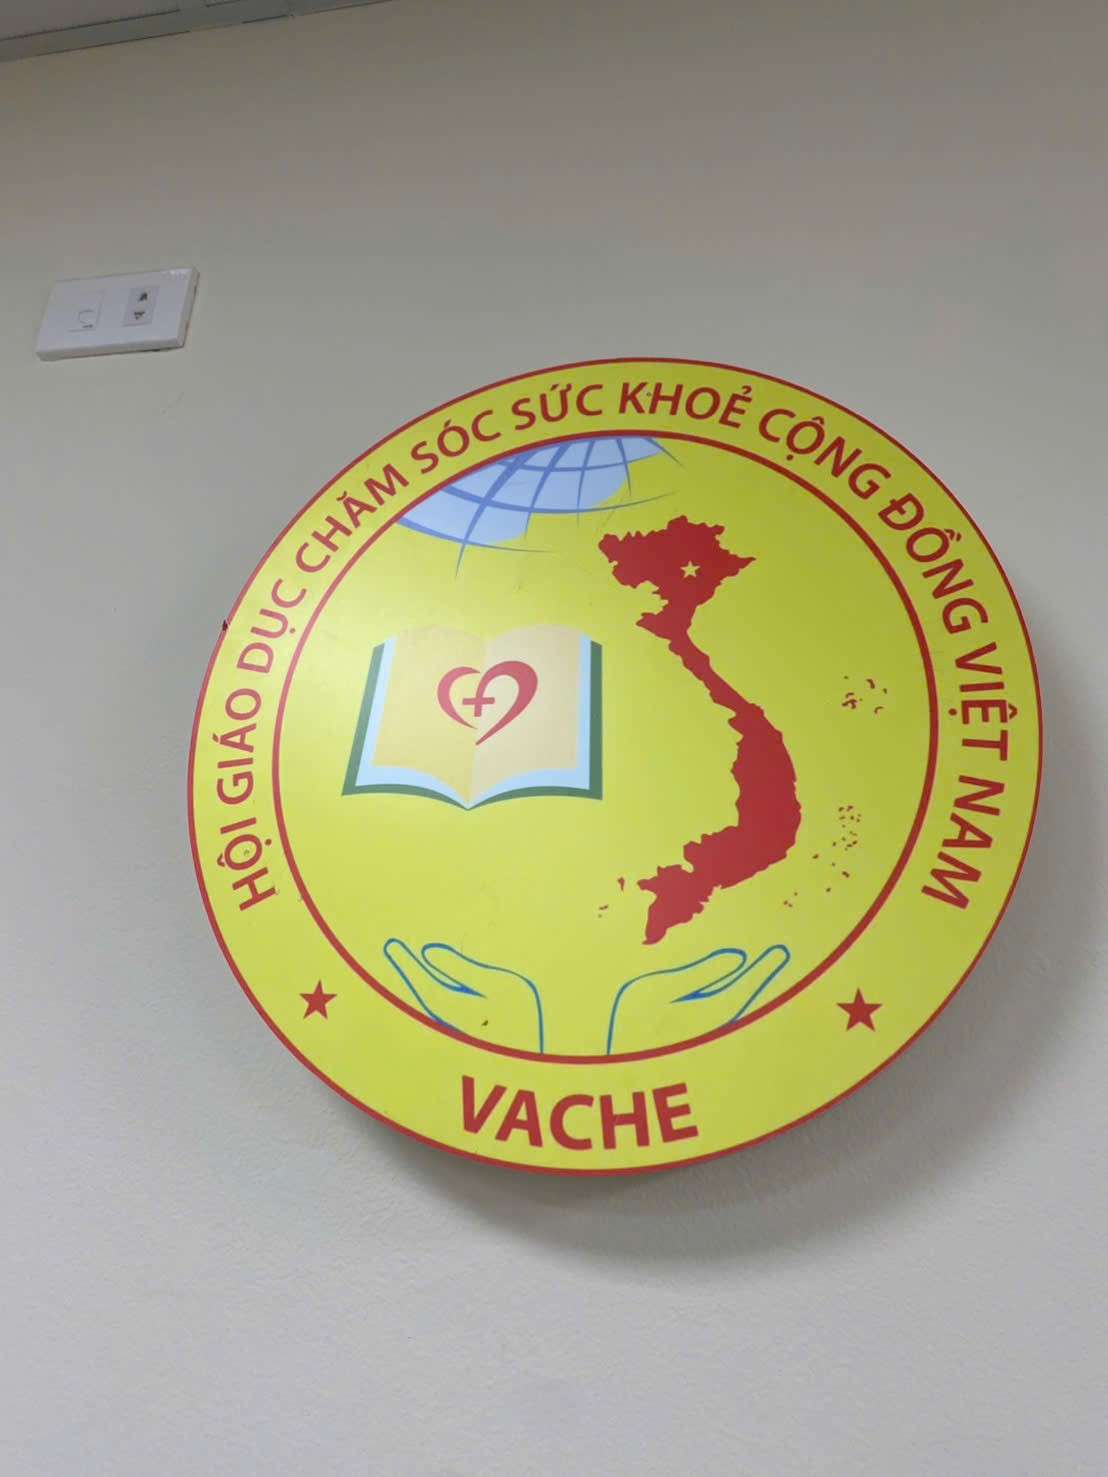 HỘI GIÁO DỤC CHĂM SÓC SỨC KHOẺ CỘNG ĐỒNG VIỆT NAM
VACHE